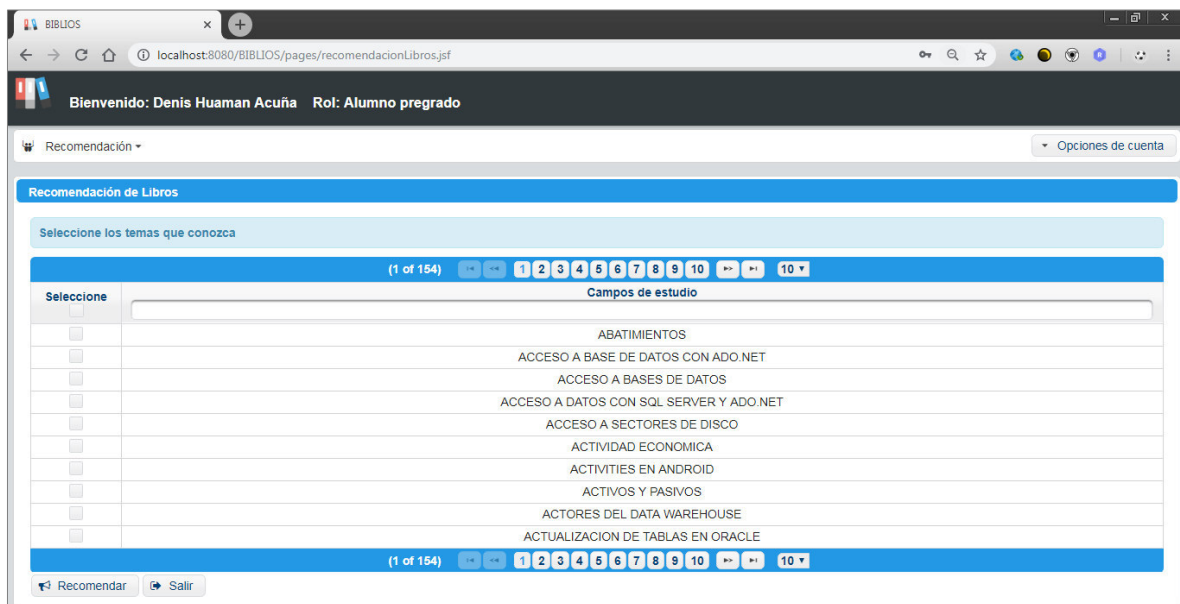 BIBLIOS
localhost:8080/BIBLIOS/pages/recomendacionLibros.jsf
Bienvenido: Denis Huaman Acuña Rol: Alumno pregrado
Recomendación
Opciones de cuenta
Recomendación de Libros
Seleccione los temas que conozca
(1 of 154) 1 2 3 4 5 6 7 8 9 10 10
Seleccione
Campos de estudio
ABATIMIENTOS
ACCESO A BASE DE DATOS CON ADO.NET
ACCESO A BASES DE DATOS
ACCESO A DATOS CON SQL SERVER Y ADO.NET
ACCESO A SECTORES DE DISCO
ACTIVIDAD ECONOMICA
ACTIVITIES EN ANDROID
ACTIVOS Y PASIVOS
ACTORES DEL DATA WAREHOUSE
ACTUALIZACION DE TABLAS EN ORACLE
(1 of 154) 1 2 3 4 5 6 7 8 9 10 10
Recomendar Salir